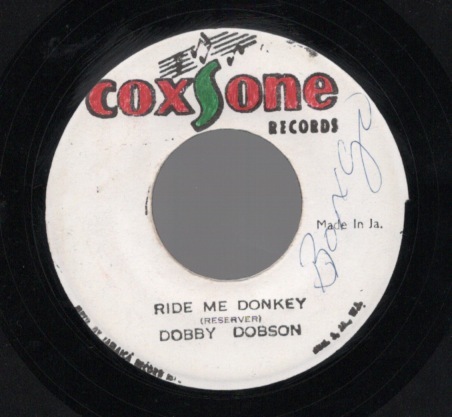 coxsone
RECORDS
Bongo
Made In Ja.
RIDE ME DONKEY
(RESERVER)
DOBBY DOBSON